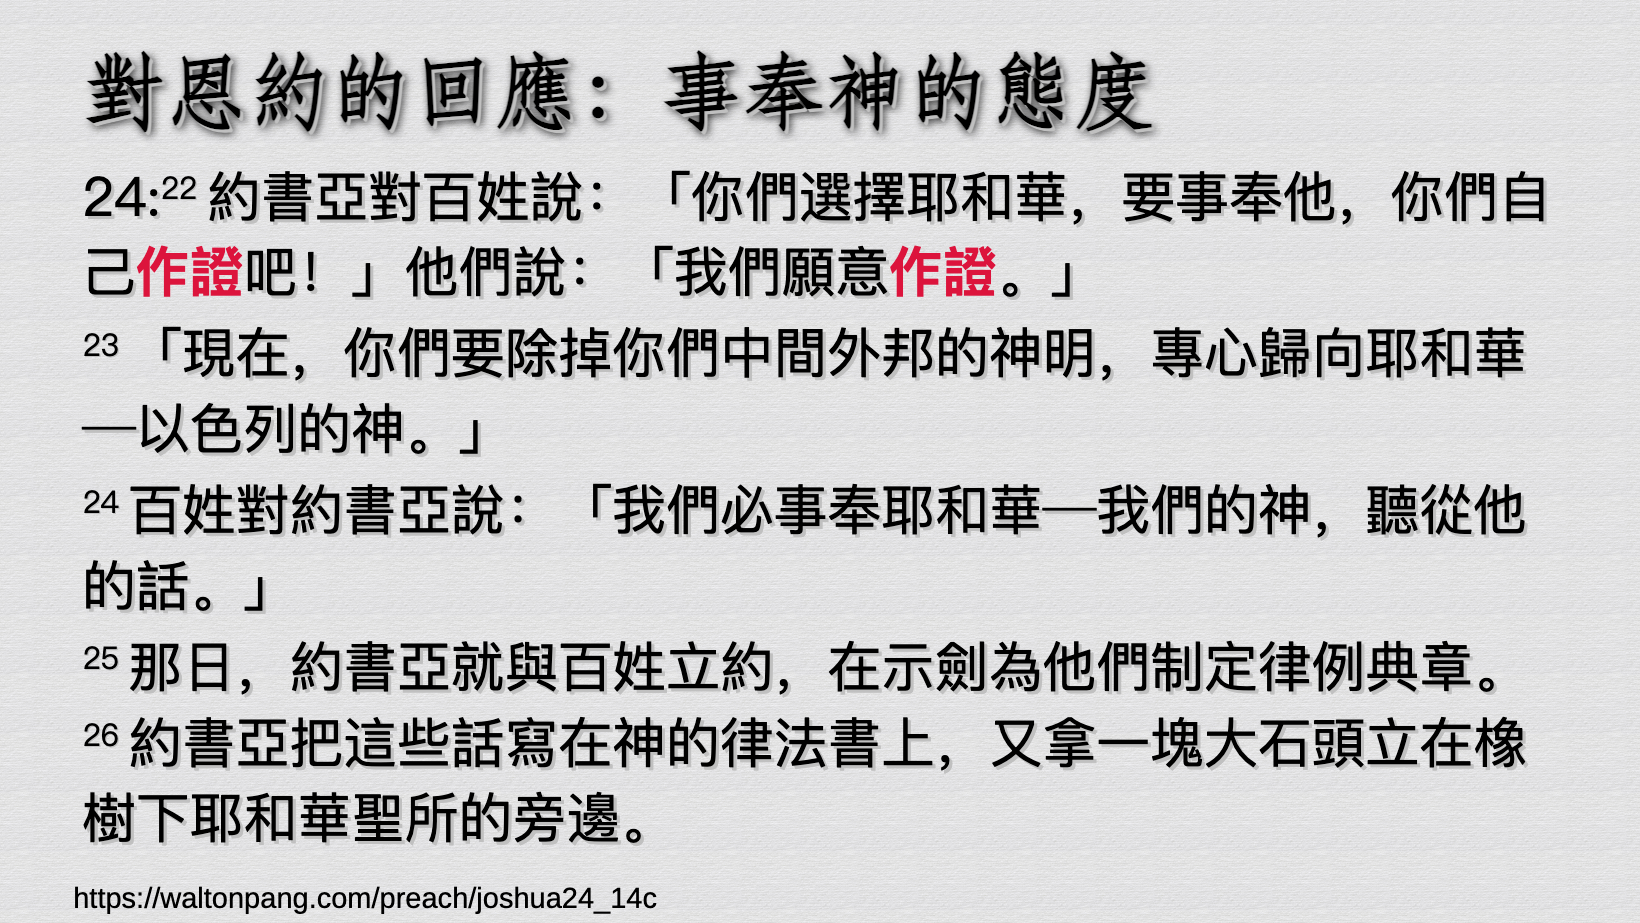 對恩約的回應：事奉神的態度
24:22 約書亞對百姓說：「你們選擇耶和華，要事奉他，你們自
己作證吧！」他們說：「我們願意作證。」
23 「現在，你們要除掉你們中間外邦的神明，專心歸向耶和華
—以色列的神。」
24 百姓對約書亞說：「我們必事奉耶和華—我們的神，聽從他
的話。」
25 那日，約書亞就與百姓立約，在示劍為他們制定律例典章。
26 約書亞把這些話寫在神的律法書上，又拿一塊大石頭立在橡
樹下耶和華聖所的旁邊。
https://waltonpang.com/preach/joshua24_14c